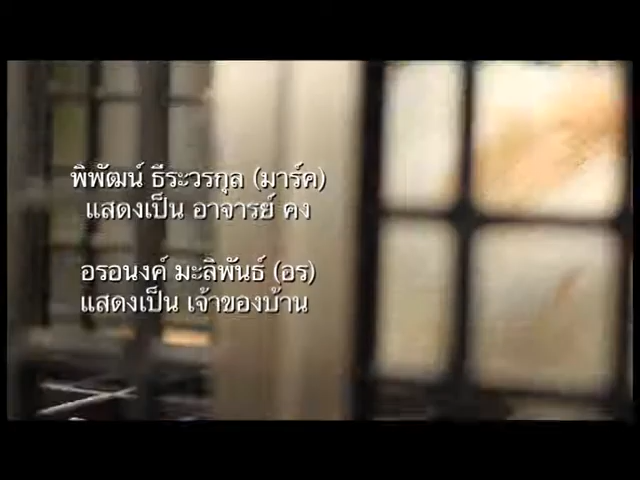 พิพัฒน์ ธีระวรกุล (มาร์ค)
แสดงเป็น อาจารย์ คง
อรอนงค์ มะลิพันธ์ (อร)
แสดงเป็น เจ้าของบ้าน